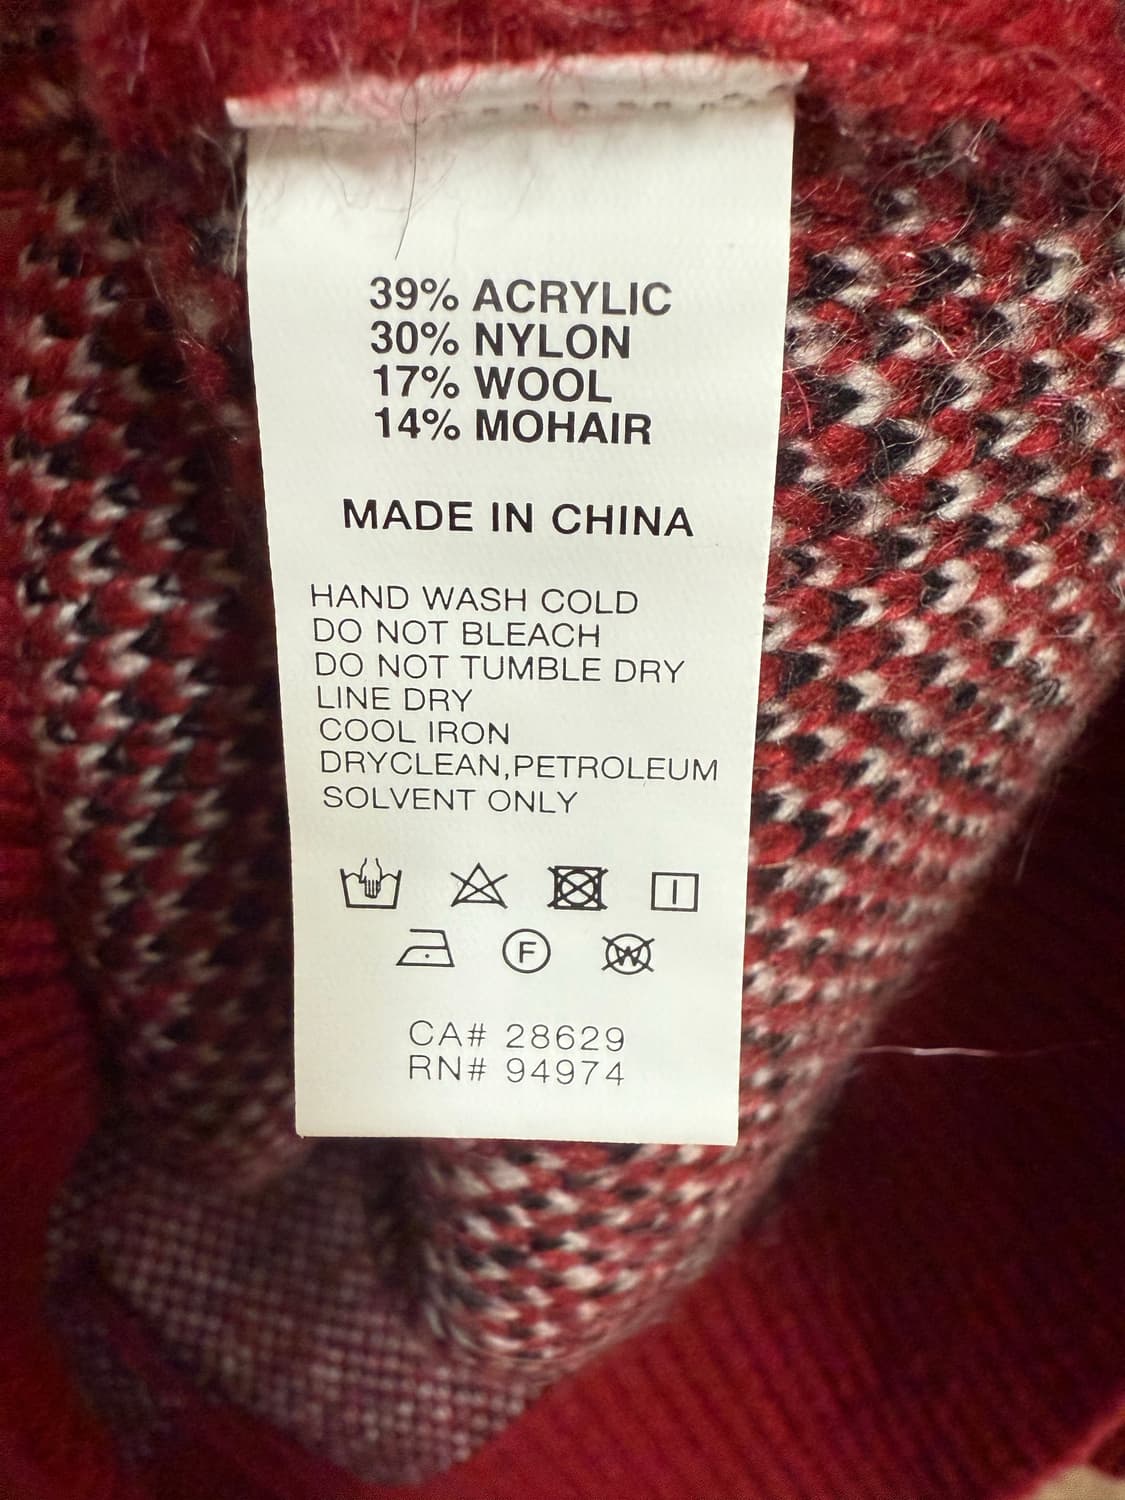 39% ACRYLIC
30% NYLON
17% WOOL
14% MOHAIR
MADE IN CHINA
HAND WASH COLD
DO NOT BLEACH
DO NOT TUMBLE DRY
LINE DRY
COOL IRON
DRYCLEAN,PETROLEUM
SOLVENT ONLY
F W
CA# 28629
RN# 94974